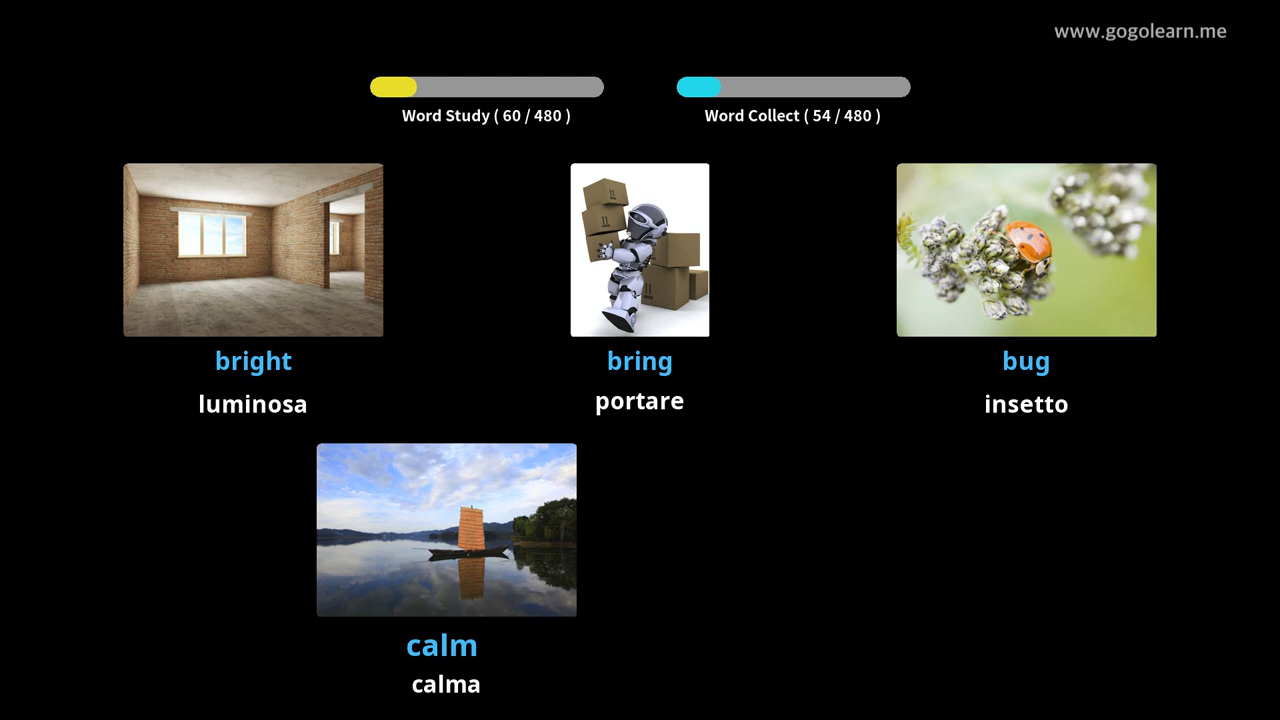 www.gogolearn.me
Word Study ( 60 / 480 )
Word Collect ( 54 / 480 )
bright
luminosa
bring
portare
bug
insetto
calm
calma